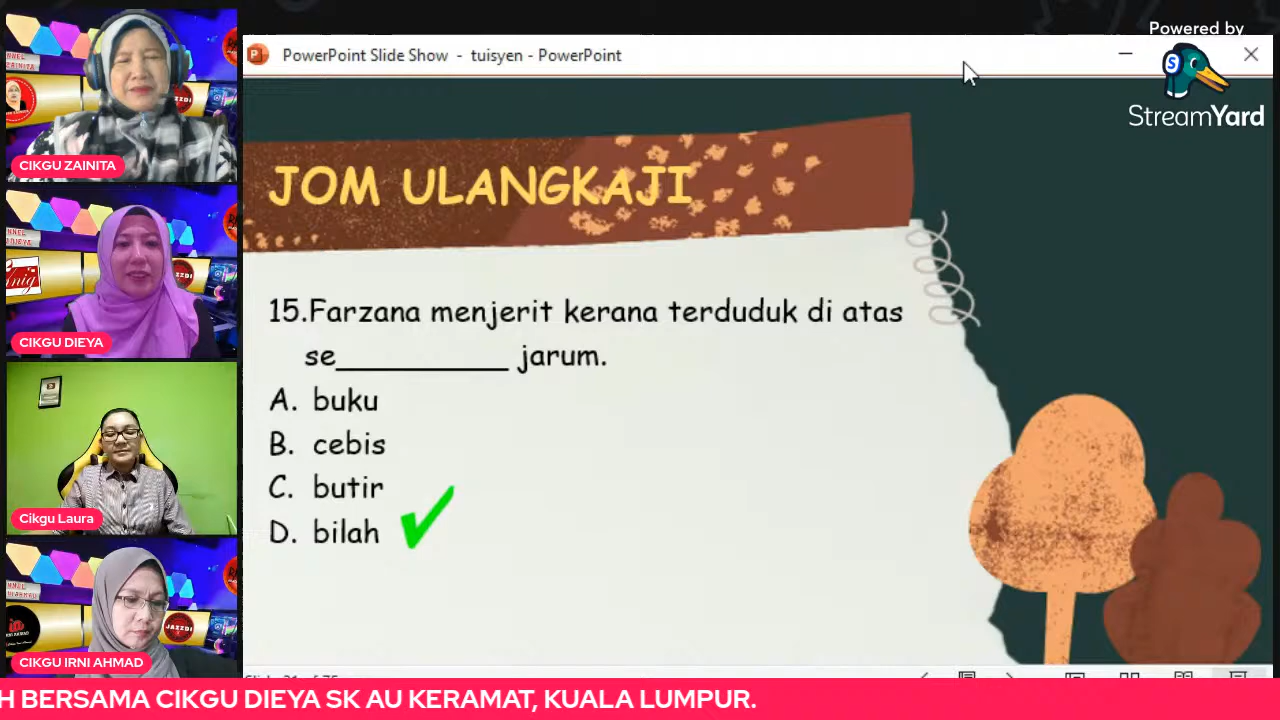 Powered by
StreamYard
PowerPoint Slide Show - tuisyen - PowerPoint
JOM ULANGKAJI
15.Farzana menjerit kerana terduduk di atas
se__________ jarum.
A. buku
B. cebis
C. butir
D. bilah
CIKGU ZAINITA
CIKGU DIEYA
Cikgu Laura
CIKGU IRNI AHMAD
H BERSAMA CIKGU DIEYA SK AU KERAMAT, KUALA LUMPUR.